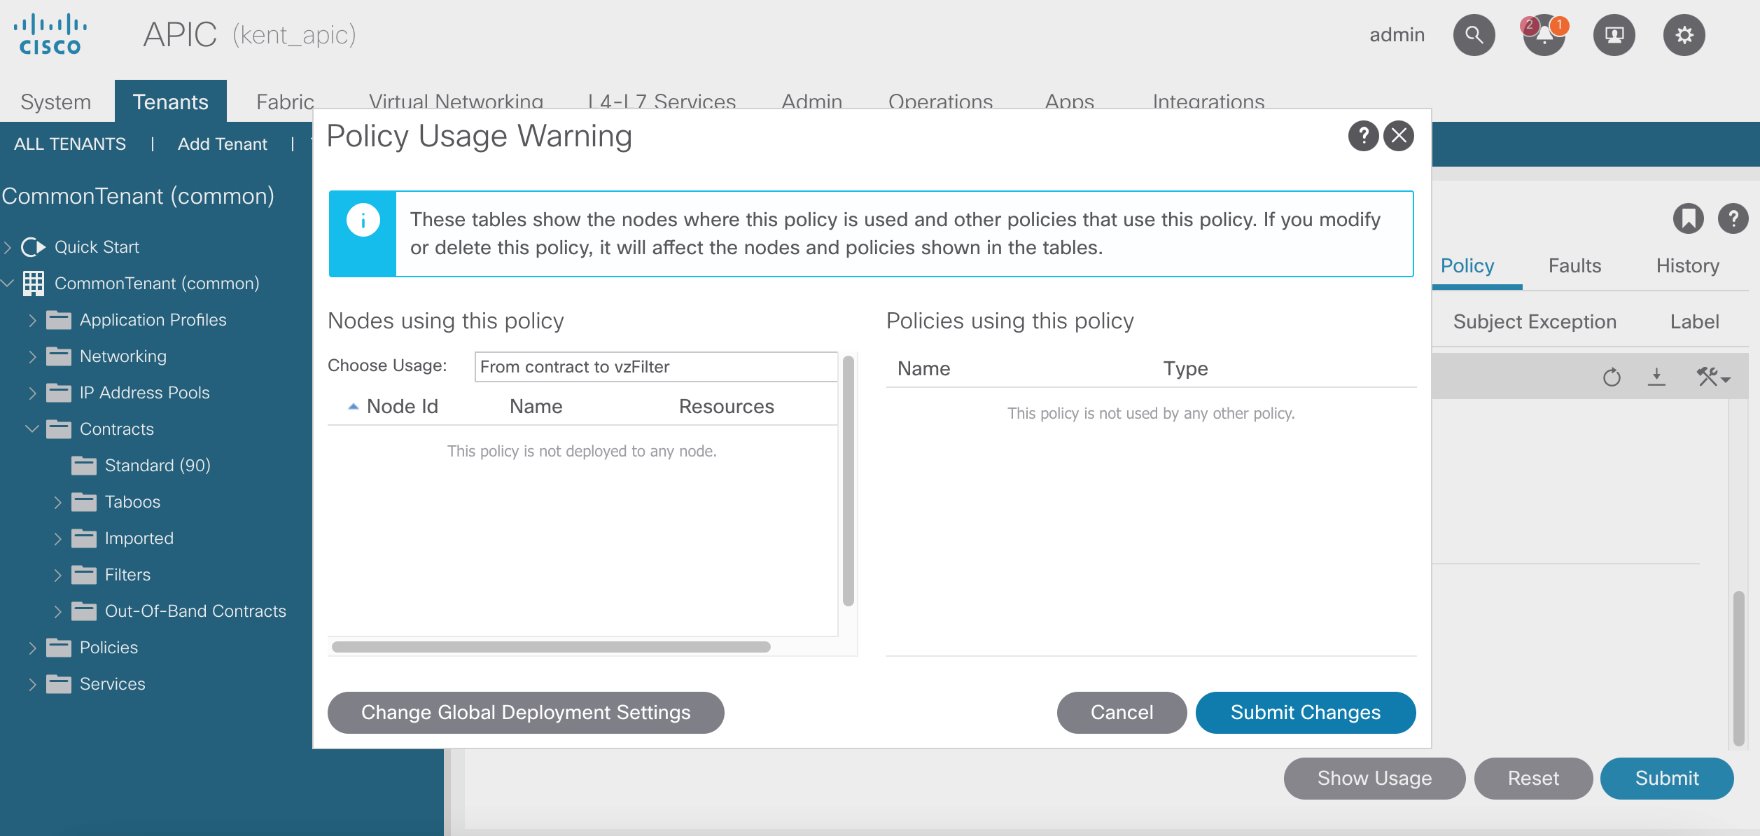 CISCO
APIC (kent_apic)
admin
2
1
System
Tenants
Fabric
Virtual Networking
L4-L7 Services
Admin
Operations
Apps
Integrations
ALL TENANTS | Add Tenant |
CommonTenant (common)
Quick Start
CommonTenant (common)
Application Profiles
Networking
IP Address Pools
Contracts
Standard (90)
Taboos
Imported
Filters
Out-Of-Band Contracts
Policies
Services
Policy Usage Warning
?
i
These tables show the nodes where this policy is used and other policies that use this policy. If you modify
or delete this policy, it will affect the nodes and policies shown in the tables.
Nodes using this policy
Choose Usage: From contract to vzFilter
Node Id
Name
Resources
This policy is not deployed to any node.
Policies using this policy
Name
Type
This policy is not used by any other policy.
Change Global Deployment Settings
Cancel
Submit Changes
?
Policy
Faults
History
Subject Exception
Label
Show Usage
Reset
Submit